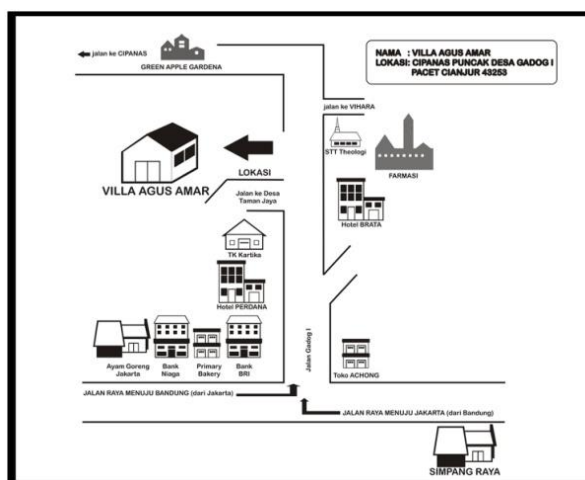 jalan ke CIPANAS
GREEN APPLE GARDENA
NAMA : VILLA AGUS AMAR
LOKASI: CIPANAS PUNCAK DESA GADOG I
PACET CIANJUR 43253
jalan ke VIHARA
STT Theologi
FARMASI
LOKASI
VILLA AGUS AMAR
Jalan ke Desa
Taman Jaya
Hotel BRATA
TK Kartika
Hotel PERDANA
Jalan Gadog I
Ayam Goreng
Jakarta
Bank
Niaga
Primary
Bakery
Bank
BRI
Toko ACHONG
JALAN RAYA MENUJU BANDUNG (dari Jakarta)
JALAN RAYA MENUJU JAKARTA (dari Bandung)
SIMPANG RAYA